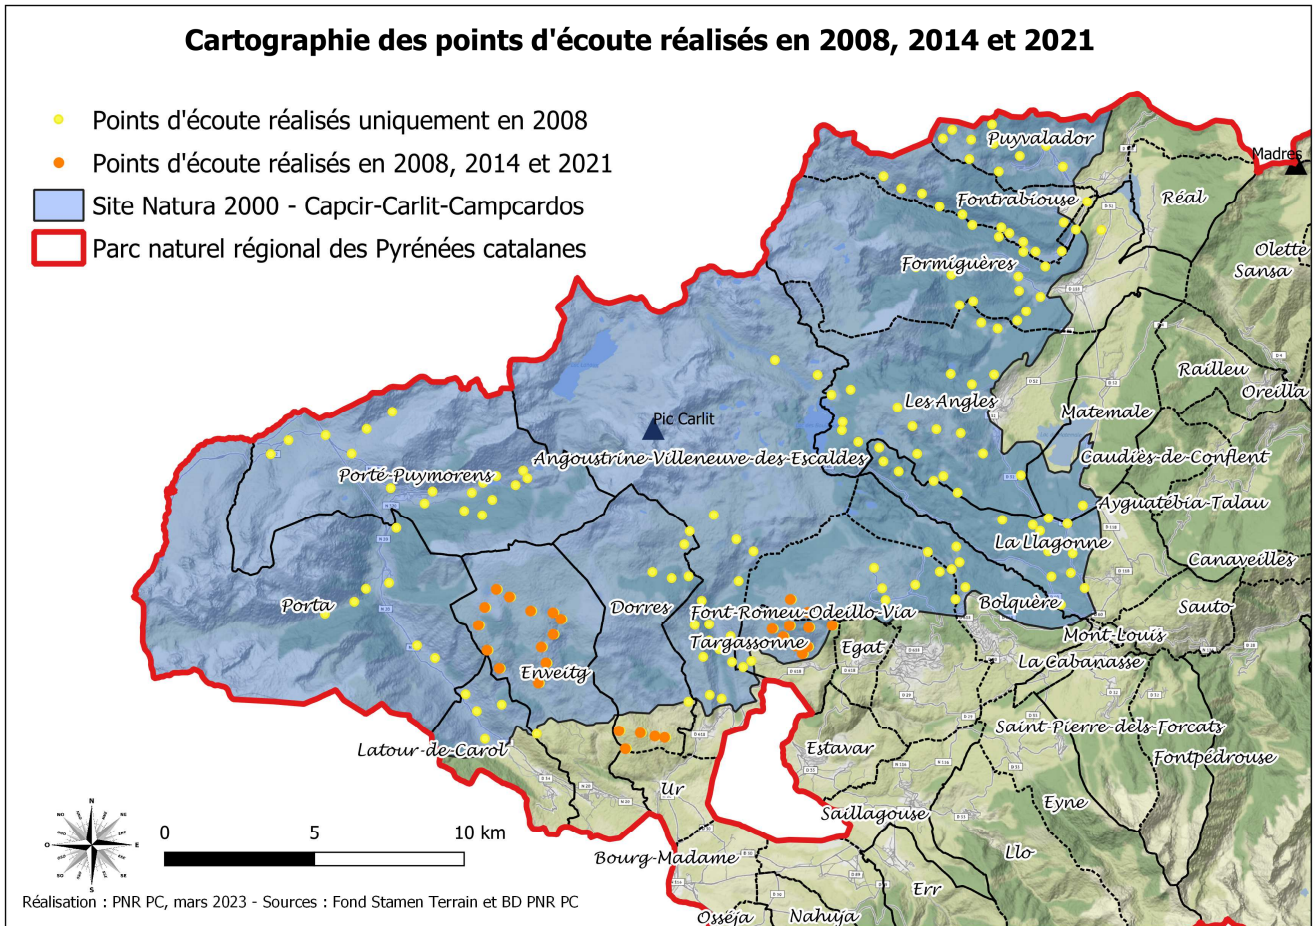 Cartographie des points d'écoute réalisés en 2008, 2014 et 2021
Points d'écoute réalisés uniquement en 2008
Points d'écoute réalisés en 2008, 2014 et 2021
Site Natura 2000 - Capcir-Carlit-Campcardos
Parc naturel régional des Pyrénées catalanes
Puyvalador
Madres
Fontrabiouse
Réal
Olette
Sansa
Formiguères
Railleu
Oreilla
Les Angles
Matemale
Pic Carlit
Angoustrine-Villeneuve-des-Escaldes
Caudiès-de-Conflent
Porté-Puymorens
Ayguatébia-Talau
La Llagonne
Canaveilles
Porta
Dorres
Font-Romeu-Odeillo-Via
Bolquère
Sauto
Targassonne
Egat
Mont-Louis
La Cabanasse
Enveitg
Saint-Pierre-dels-Forcats
Latour-de-Carol
Estavar
Fontpédrouse
Ur
Eyne
Saillagouse
Llo
Bourg-Madame
Err
Osséja
Nahuja
N
NO
NE
O
E
SO
SE
S
0 5 10 km
Réalisation : PNR PC, mars 2023 - Sources : Fond Stamen Terrain et BD PNR PC